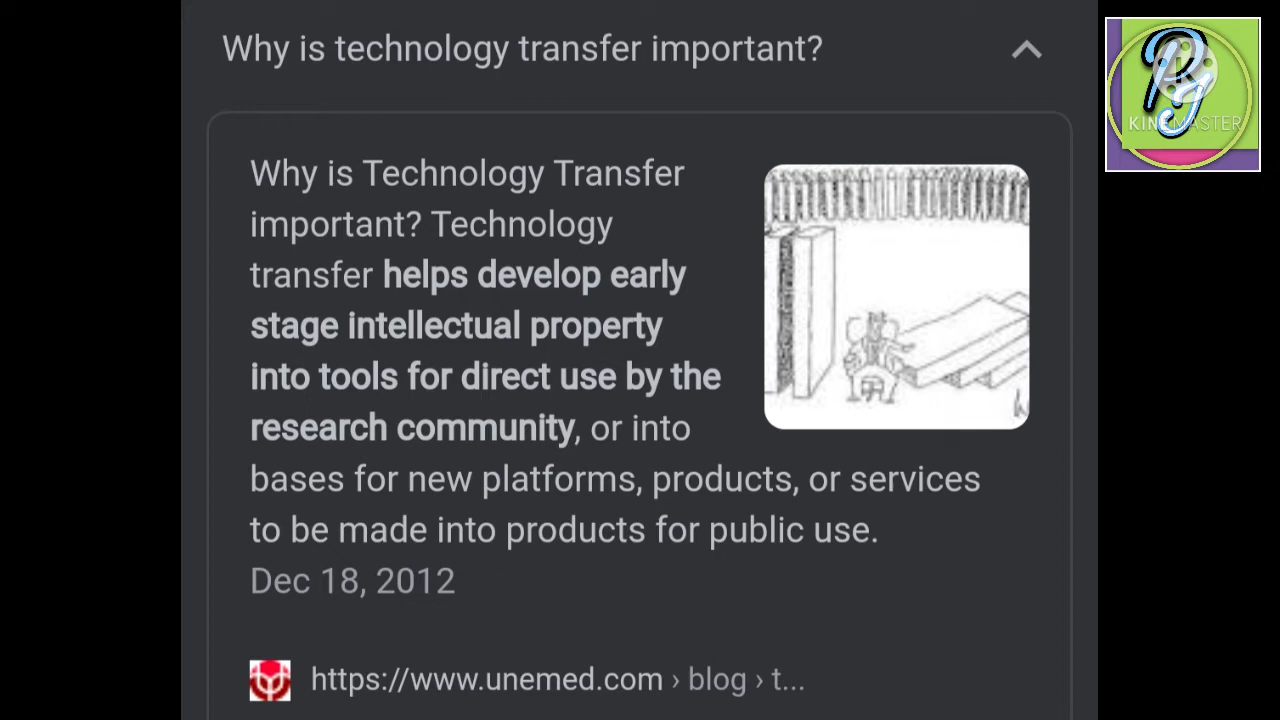 Why is technology transfer important?
Why is Technology Transfer
important? Technology
transfer helps develop early
stage intellectual property
into tools for direct use by the
research community, or into
bases for new platforms, products, or services
to be made into products for public use.
Dec 18, 2012
https://www.unemed.com › blog › t...
KINEMASTER